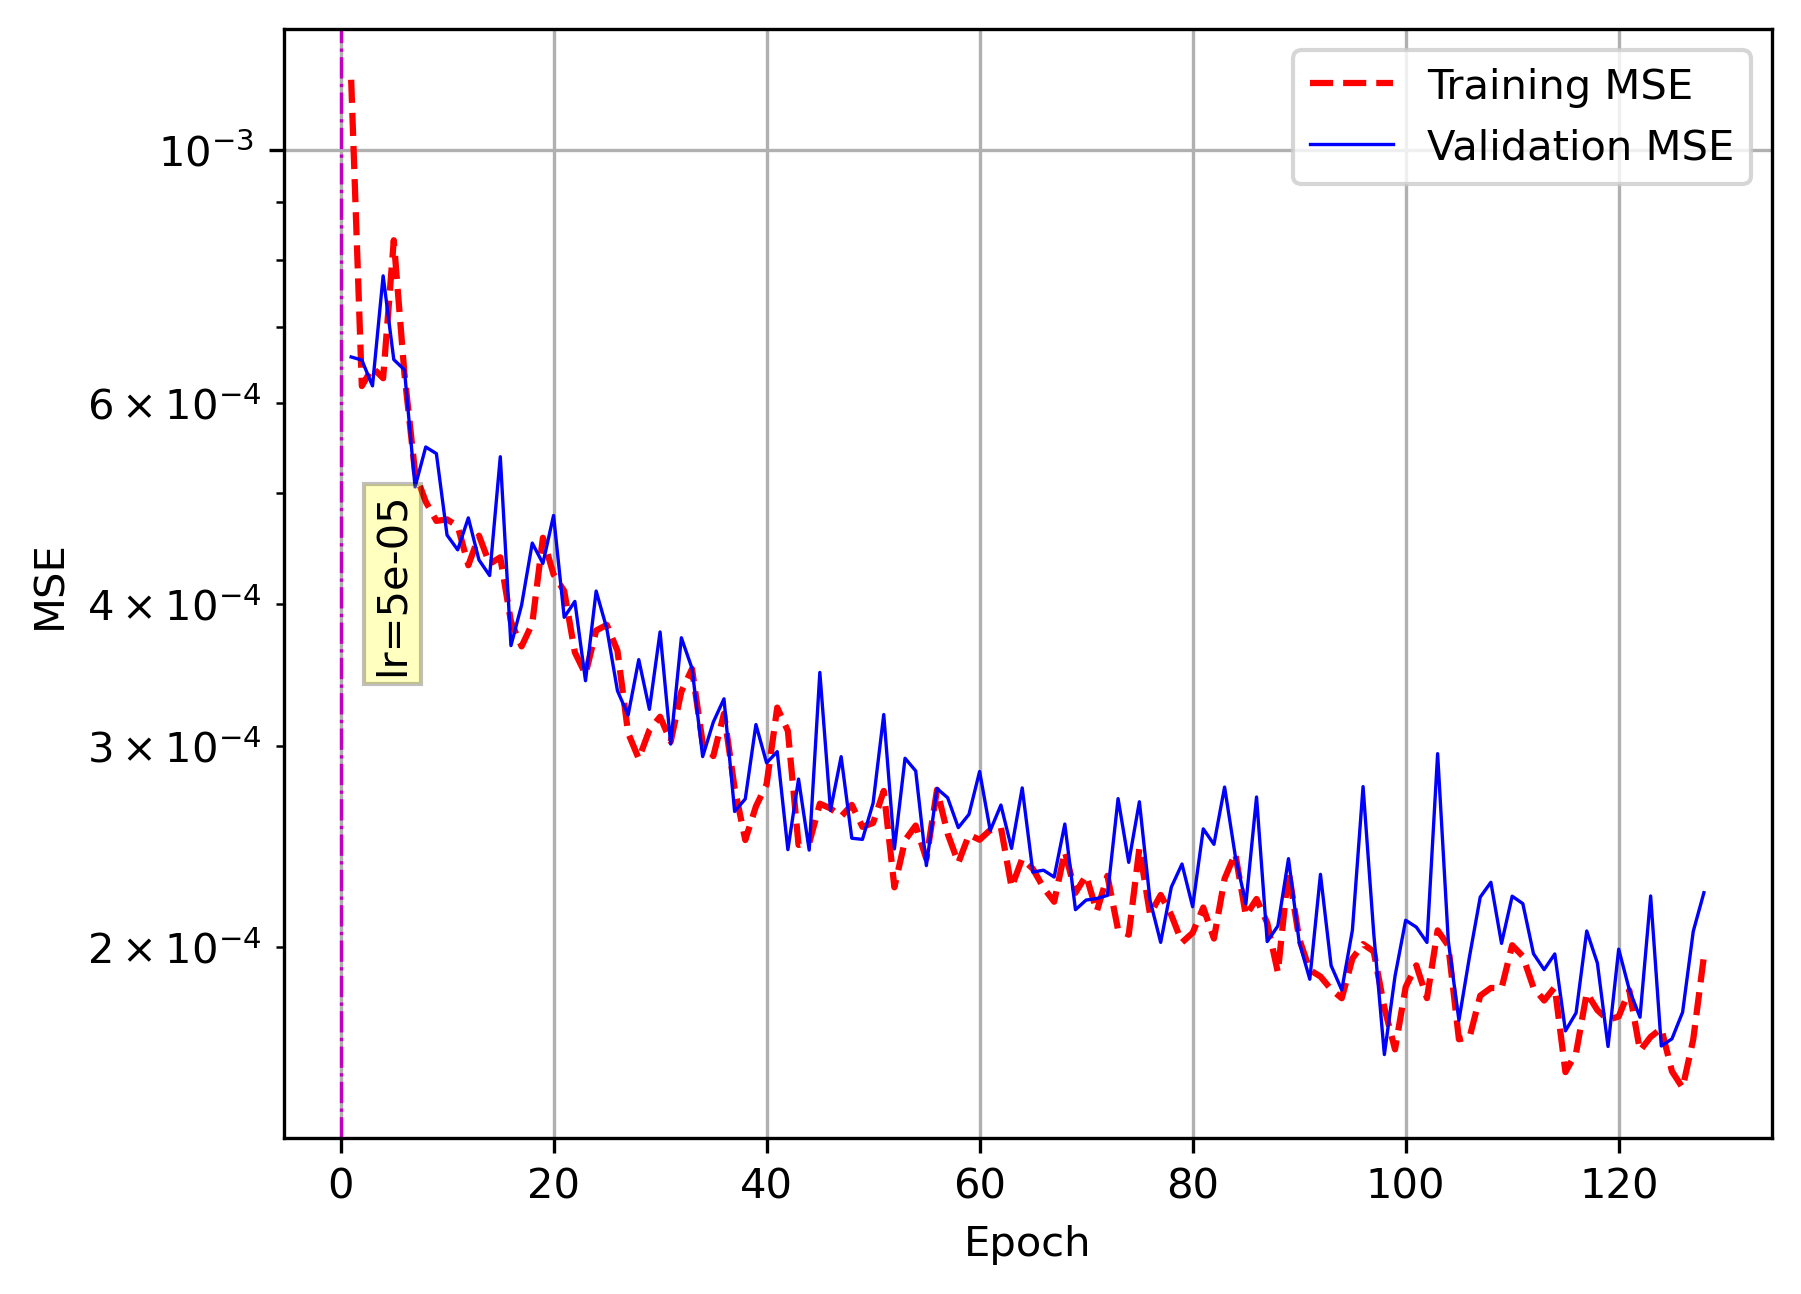 Training MSE
Validation MSE
10⁻³
6 × 10⁻⁴
4 × 10⁻⁴
3 × 10⁻⁴
2 × 10⁻⁴
MSE
lr=5e-05
0 20 40 60 80 100 120
Epoch